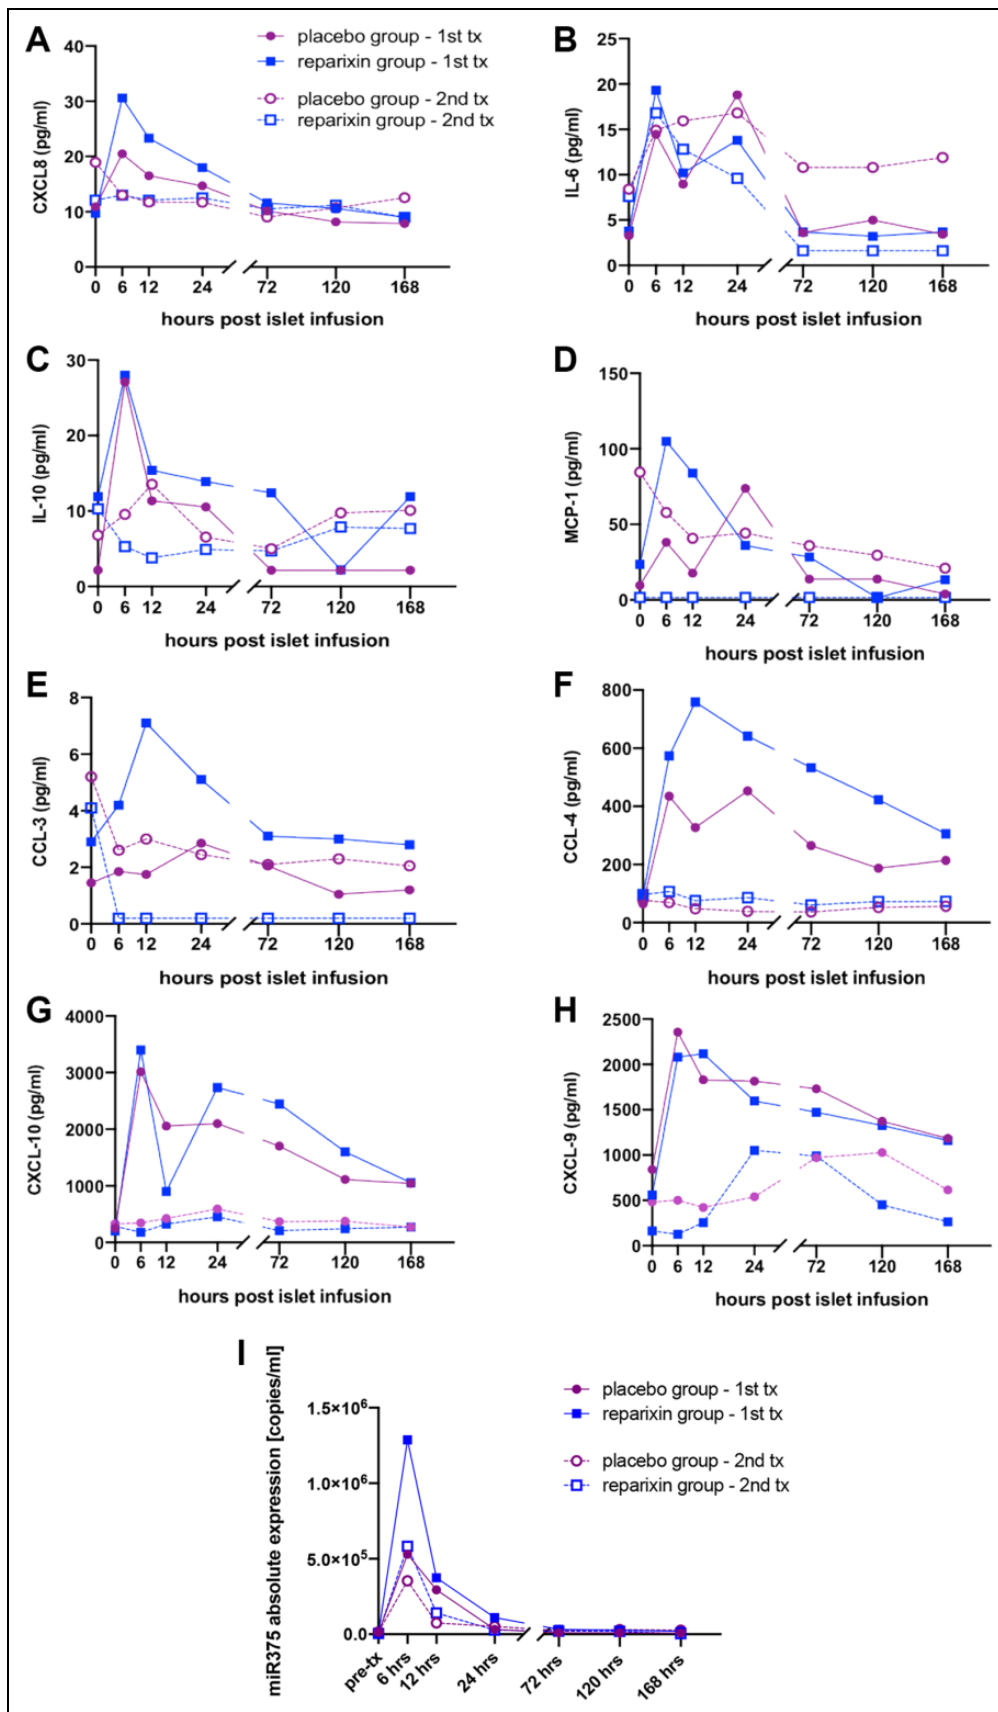 A
placebo group - 1st tx
reparixin group - 1st tx
placebo group - 2nd tx
reparixin group - 2nd tx
CXCL8 (pg/ml)
40
30
20
10
0
0 6 12 24 72 120 168
hours post islet infusion
B
IL-6 (pg/ml)
25
20
15
10
5
0
0 6 12 24 72 120 168
hours post islet infusion
C
IL-10 (pg/ml)
30
20
10
0
0 6 12 24 72 120 168
hours post islet infusion
D
MCP-1 (pg/ml)
150
100
50
0
0 6 12 24 72 120 168
hours post islet infusion
E
CCL-3 (pg/ml)
8
6
4
2
0
0 6 12 24 72 120 168
hours post islet infusion
F
CCL-4 (pg/ml)
800
600
400
200
0
0 6 12 24 72 120 168
hours post islet infusion
G
CXCL-10 (pg/ml)
4000
3000
2000
1000
0
0 6 12 24 72 120 168
hours post islet infusion
H
CXCL-9 (pg/ml)
2500
2000
1500
1000
500
0
0 6 12 24 72 120 168
hours post islet infusion
I
miR375 absolute expression [copies/ml]
1.5×10⁶
1.0×10⁶
5.0×10⁵
0.0
pre-tx 6 hrs 12 hrs 24 hrs 72 hrs 120 hrs 168 hrs
placebo group - 1st tx
reparixin group - 1st tx
placebo group - 2nd tx
reparixin group - 2nd tx